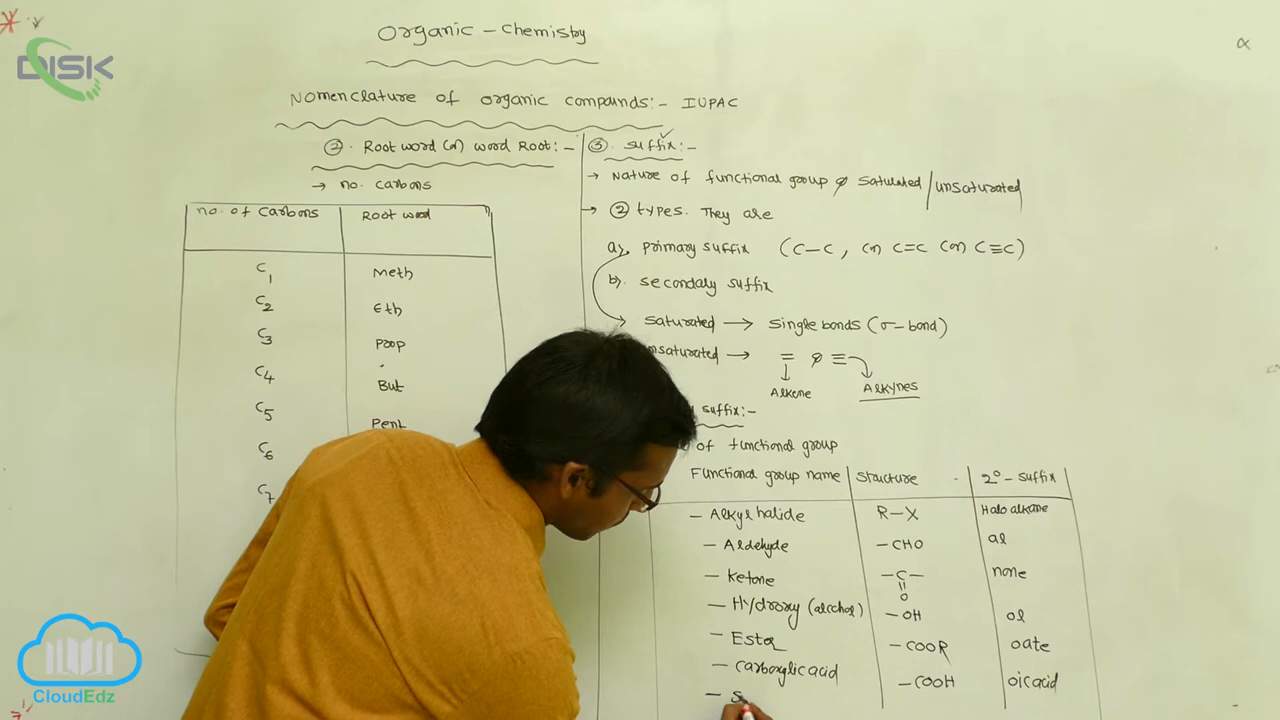 Organic - Chemistry
DISK
Nomenclature of organic compounds:- IUPAC
② . Root word (or) word Root:-
→ no. carbons
no. of carbons Root word
C1 Meth
C2 Eth
C3 Prop
C4 But
C5 Pent
C6
C7
③ . suffix:-
→ Nature of functional group & saturated/unsaturated
→ ② types. They are
a) primary suffix (C-C, (or) C=C (or) C≡C)
b) secondary suffix
saturated → single bonds (σ-bond)
unsaturated → = & ≡
Alkene Alkynes
suffix:-
of functional group
Functional group name structure 2° - suffix
- Alkyl halide R-X Halo alkane
- Aldehyde -CHO al
- ketone -C- none
O
- Hydroxy (alcohol) -OH ol
- Ester -COOR oate
- carboxylic acid -COOH oic acid
- S
CloudEdz